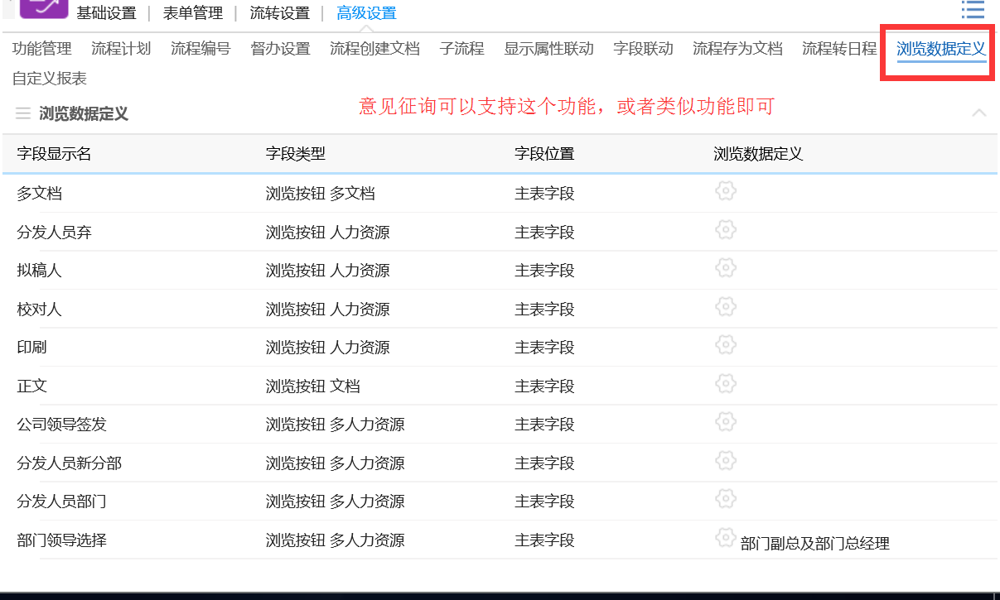 基础设置 | 表单管理 | 流转设置 | 高级设置
功能管理 流程计划 流程编号 督办设置 流程创建文档 子流程 显示属性联动 字段联动 流程存为文档 流程转日程 浏览数据定义
自定义报表
意见征询可以支持这个功能，或者类似功能即可
浏览数据定义
字段显示名 字段类型 字段位置 浏览数据定义
多文档 浏览按钮 多文档 主表字段
分发人员弃 浏览按钮 人力资源 主表字段
拟稿人 浏览按钮 人力资源 主表字段
校对人 浏览按钮 人力资源 主表字段
印刷 浏览按钮 人力资源 主表字段
正文 浏览按钮 文档 主表字段
公司领导签发 浏览按钮 多人力资源 主表字段
分发人员新分部 浏览按钮 多人力资源 主表字段
分发人员部门 浏览按钮 多人力资源 主表字段
部门领导选择 浏览按钮 多人力资源 主表字段 部门副总及部门总经理